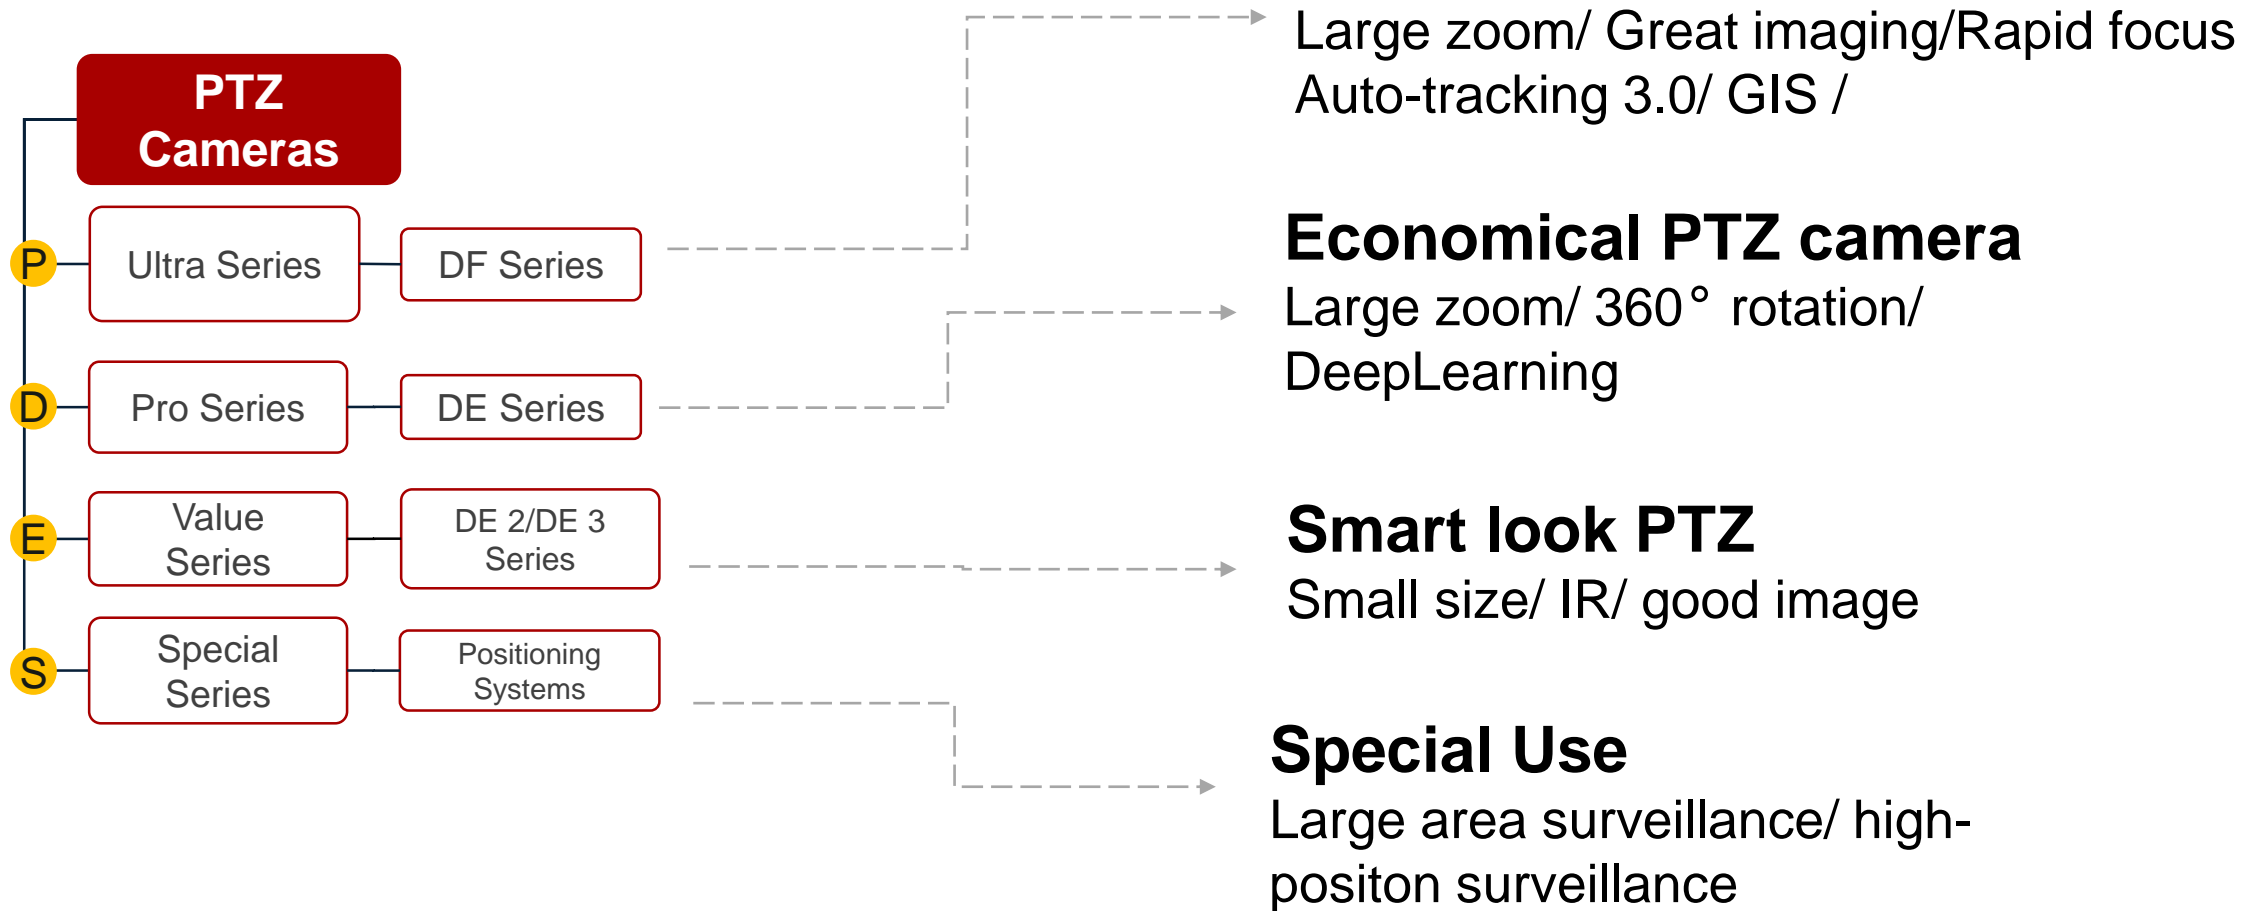 PTZ
Cameras
P
Ultra Series
DF Series
D
Pro Series
DE Series
E
Value
Series
DE 2/DE 3
Series
S
Special
Series
Positioning
Systems
Large zoom/ Great imaging/Rapid focus
Auto-tracking 3.0/ GIS /
Economical PTZ camera
Large zoom/ 360° rotation/
DeepLearning
Smart look PTZ
Small size/ IR/ good image
Special Use
Large area surveillance/ high-
positon surveillance